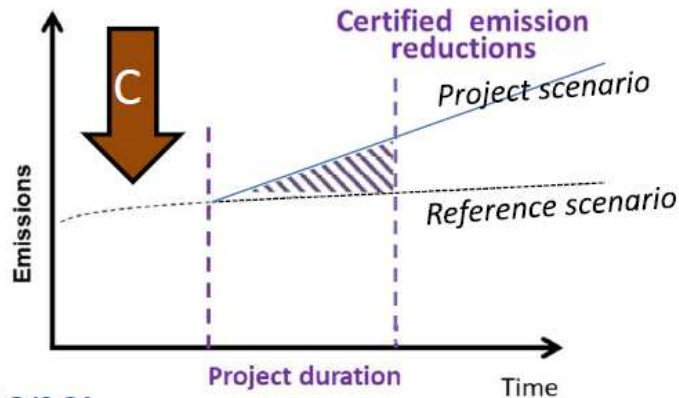 Certified emission
reductions
C
Project scenario
Reference scenario
Emissions
Project duration
Time